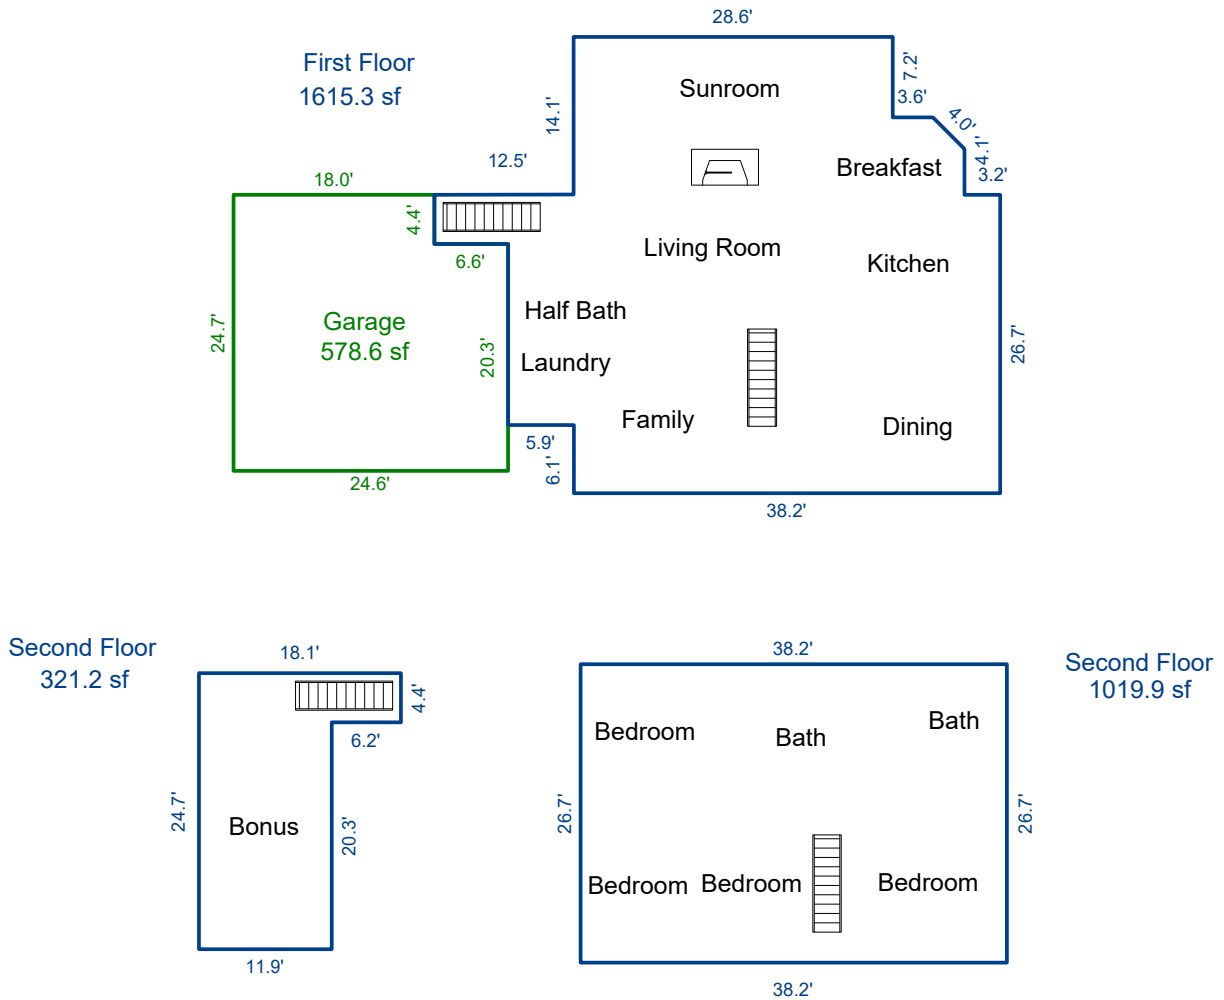 28.6'
First Floor
1615.3 sf
7.2'
3.6'
4.0'
4.1'
3.2'
Sunroom
14.1'
12.5'
Breakfast
18.0'
4.4'
6.6'
Living Room
Kitchen
Half Bath
Garage
578.6 sf
24.7'
20.3'
26.7'
Laundry
Family
Dining
5.9'
6.1'
24.6'
38.2'
Second Floor
321.2 sf
18.1'
4.4'
6.2'
24.7'
Bonus
20.3'
11.9'
38.2'
Second Floor
1019.9 sf
Bedroom
Bath
Bath
26.7'
26.7'
Bedroom
Bedroom
Bedroom
38.2'